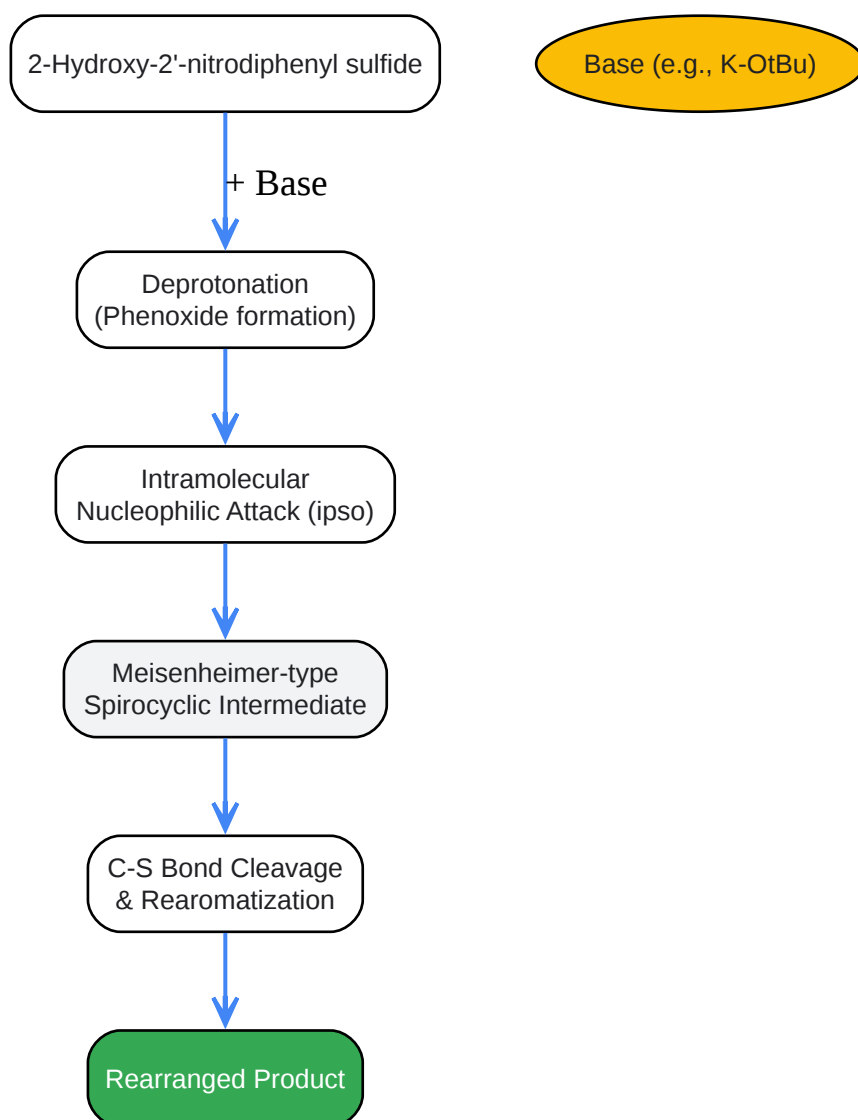 2-Hydroxy-2'-nitrodiphenyl sulfide
Base (e.g., K-OtBu)
+ Base
Deprotonation
(Phenoxide formation)
Intramolecular
Nucleophilic Attack (ipso)
Meisenheimer-type
Spirocyclic Intermediate
C-S Bond Cleavage
& Rearomatization
Rearranged Product